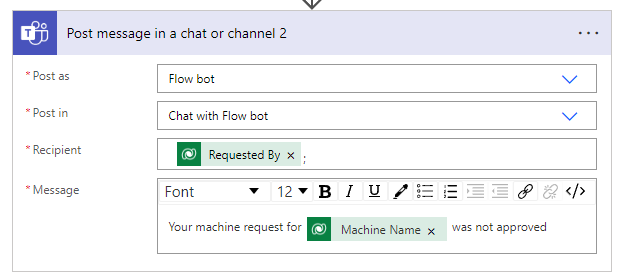 Post message in a chat or channel 2
* Post as
Flow bot
* Post in
Chat with Flow bot
* Recipient
Requested By × ;
* Message
Font 12 B I U </>
Your machine request for Machine Name × was not approved